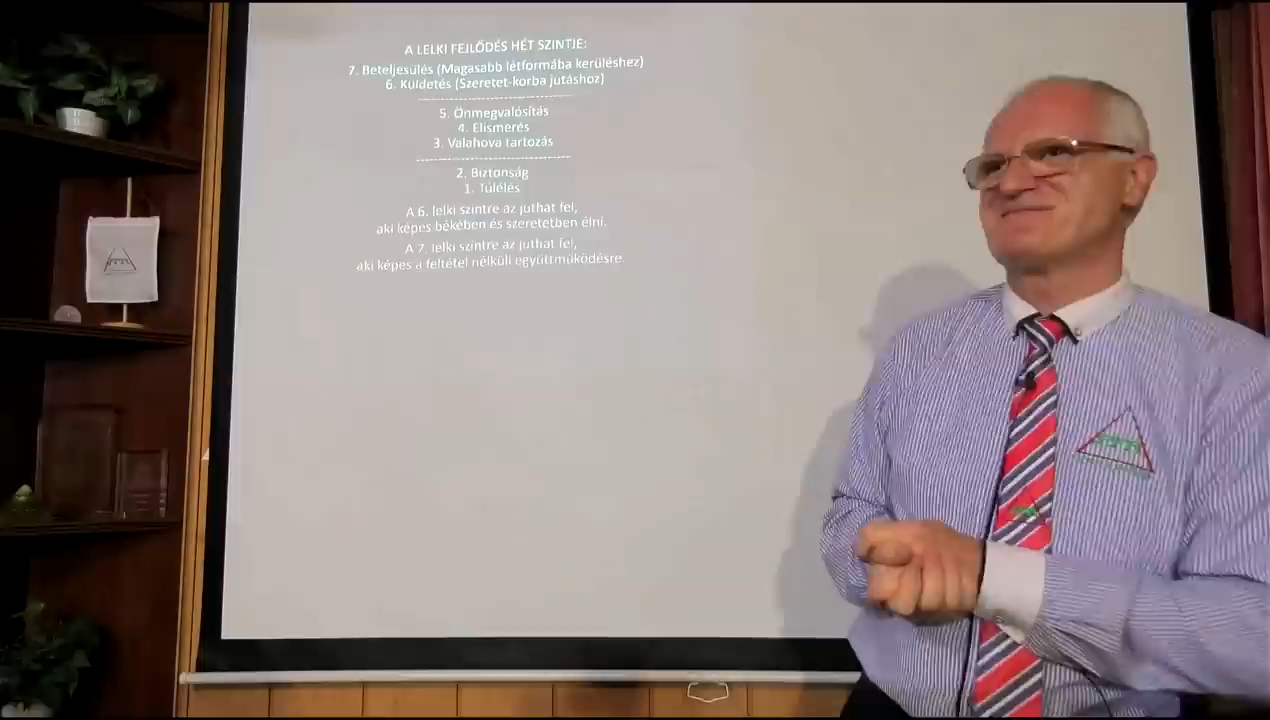 A LELKI FEJLŐDÉS HÉT SZINTJE:
7. Beteljesülés (Magasabb létformába kerüléshez)
6. Küldetés (Szeretet-korba jutáshoz)
5. Önmegvalósítás
4. Elismerés
3. Valahova tartozás
2. Biztonság
1. Túlélés
A 6. lelki szintre az juthat fel,
aki képes békében és szeretetben élni.
A 7. lelki szintre az juthat fel,
aki képes a feltétel nélküli együttműködésre.